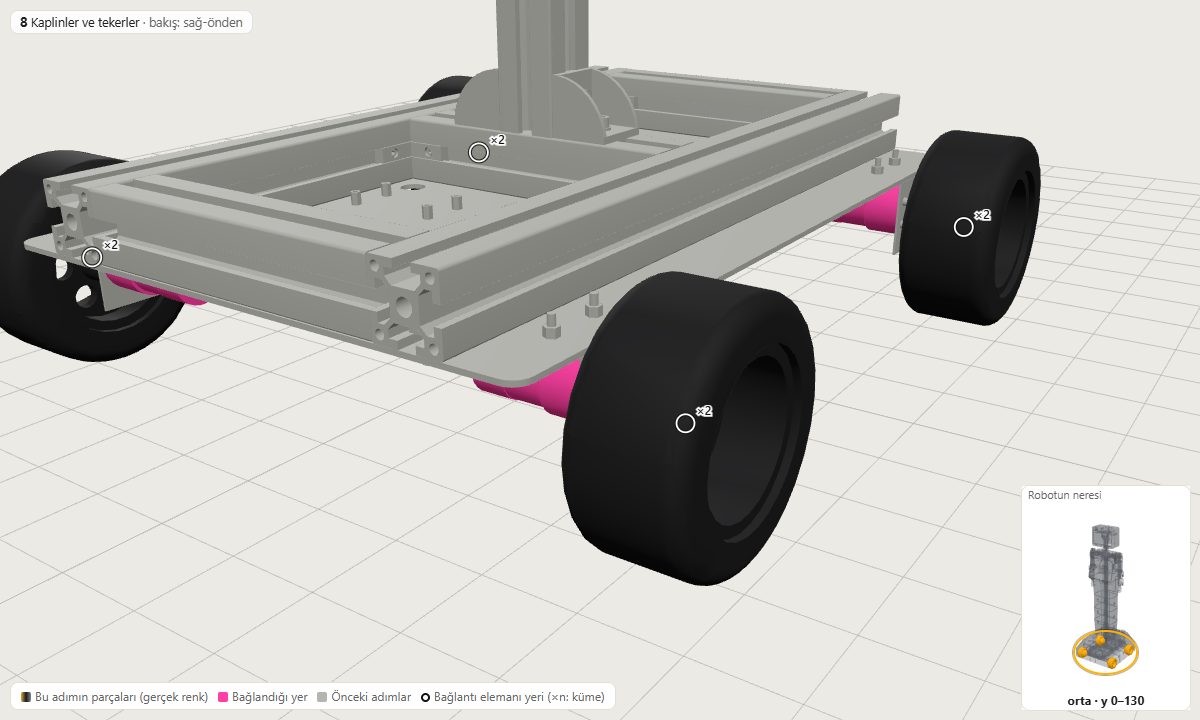 8 Kaplinler ve tekerler · bakış: sağ-önden
×2
×2
×2
×2
Robotun neresi
orta · y 0–130
Bu adımın parçaları (gerçek renk) Bağlandığı yer Önceki adımlar Bağlantı elemanı yeri (×n: küme)